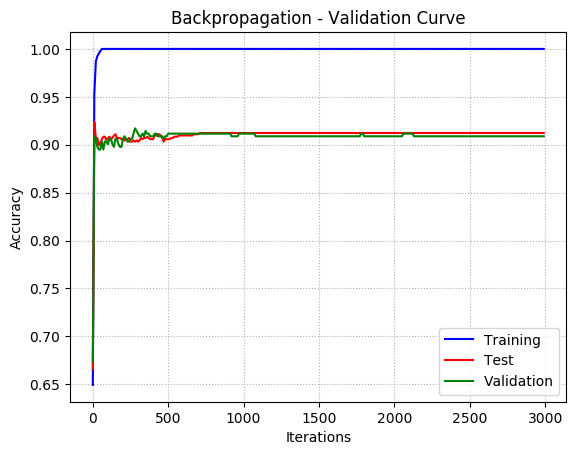 Backpropagation - Validation Curve
Accuracy
1.00
0.95
0.90
0.85
0.80
0.75
0.70
0.65
0
500
1000
1500
2000
2500
3000
Iterations
Training
Test
Validation